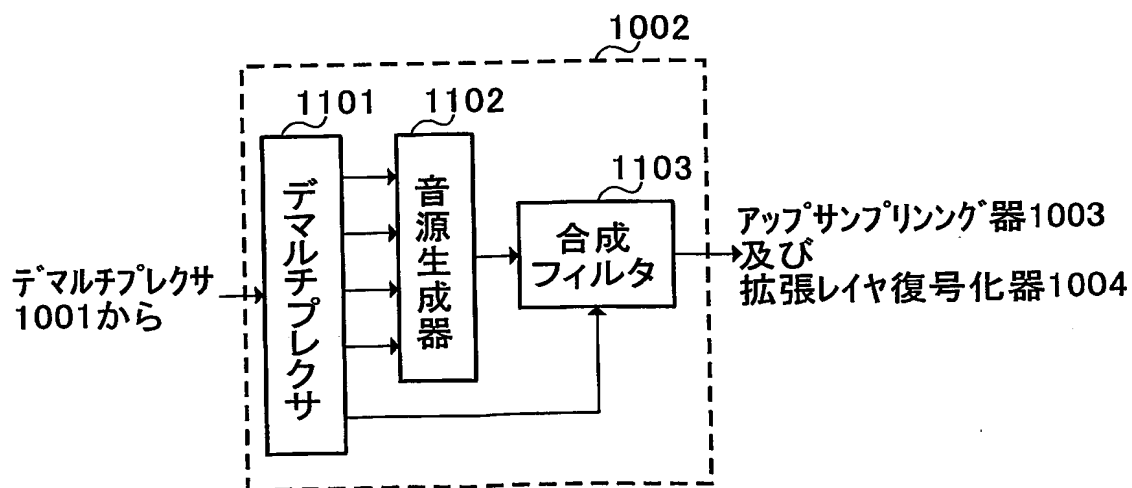 1002
1101
1102
1103
デマルチプレクサ
音源生成器
合成
フィルタ
デマルチプレクサ
1001から
アップサンプリンング器1003
及び
拡張レイヤ復号化器1004